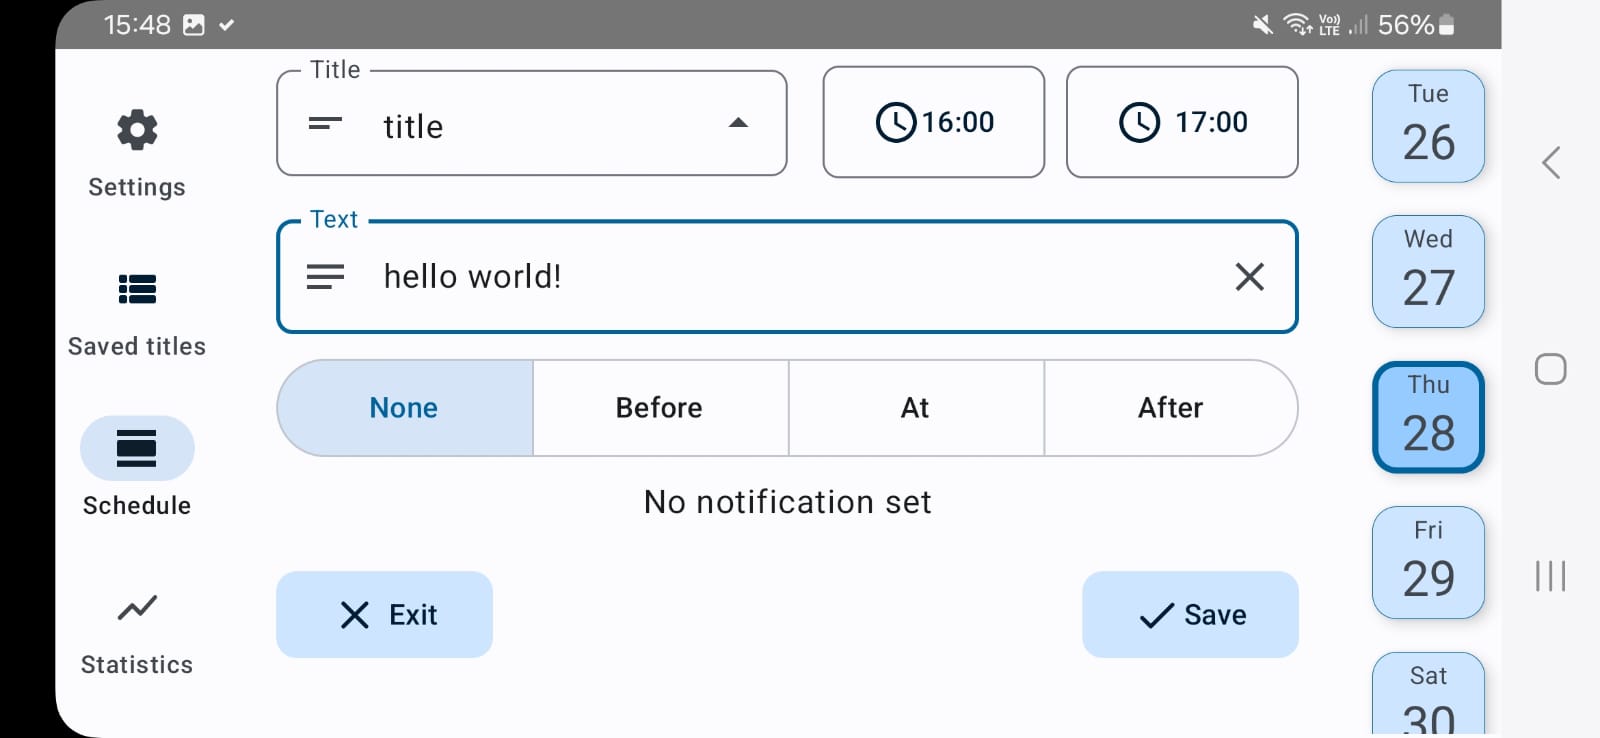 15:48
Vo)) LTE 56%
Settings
Saved titles
Schedule
Statistics
Title
title
16:00
17:00
Text
hello world!
None
Before
At
After
No notification set
Exit
Save
Tue
26
Wed
27
Thu
28
Fri
29
Sat
30